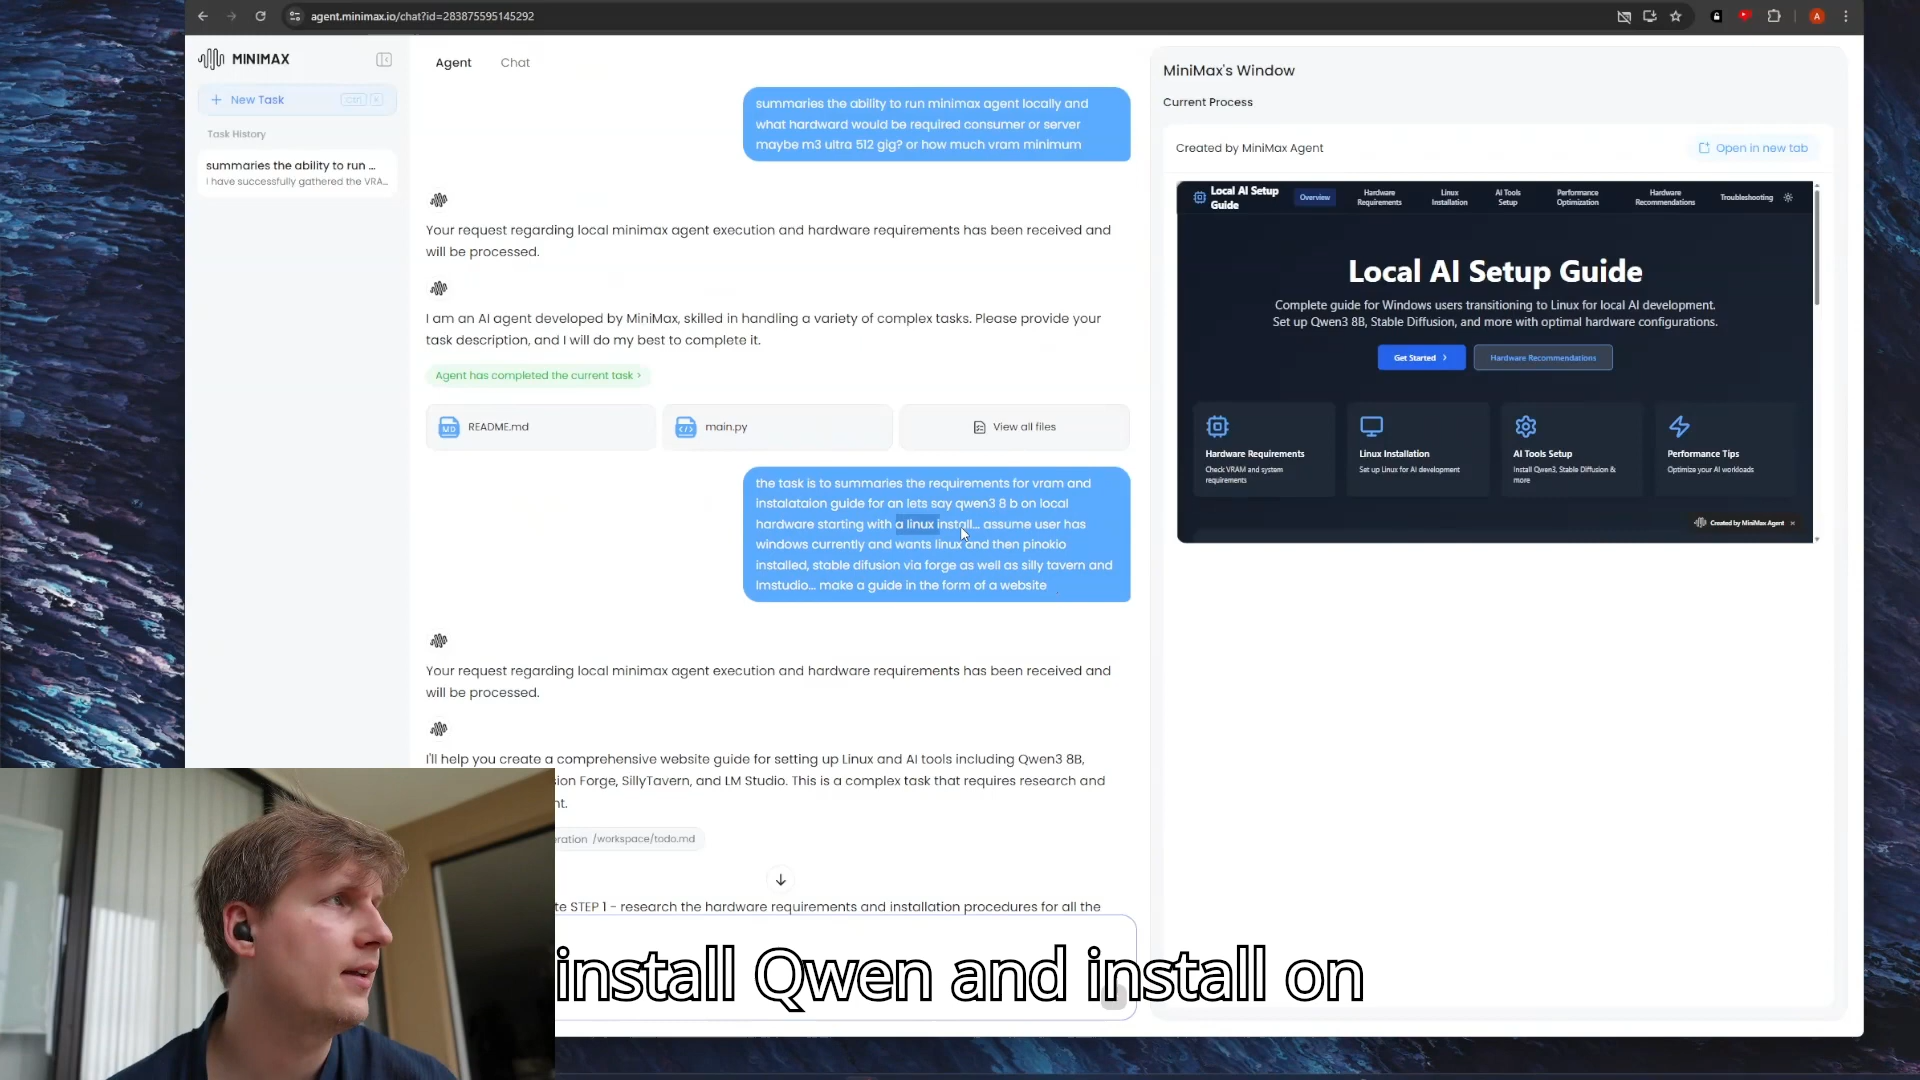 agent.minimax.io/chat?id=283875595145292
A
MINIMAX
New Task
Ctrl K
Task History
summaries the ability to run ...
I have successfully gathered the VRA...
Agent
Chat
summaries the ability to run minimax agent locally and
what hardward would be required consumer or server
maybe m3 ultra 512 gig? or how much vram minimum
Your request regarding local minimax agent execution and hardware requirements has been received and
will be processed.
I am an AI agent developed by MiniMax, skilled in handling a variety of complex tasks. Please provide your
task description, and I will do my best to complete it.
Agent has completed the current task >
README.md
main.py
View all files
the task is to summaries the requirements for vram and
instalataion guide for an lets say qwen3 8 b on local
hardware starting with a linux install... assume user has
windows currently and wants linux and then pinokio
installed, stable difusion via forge as well as silly tavern and
lmstudio... make a guide in the form of a website
Your request regarding local minimax agent execution and hardware requirements has been received and
will be processed.
I'll help you create a comprehensive website guide for setting up Linux and AI tools including Qwen3 8B,
ion Forge, SillyTavern, and LM Studio. This is a complex task that requires research and
nt.
eration /workspace/todo.md
te STEP 1 - research the hardware requirements and installation procedures for all the
install Qwen and install on
MiniMax's Window
Current Process
Created by MiniMax Agent
Open in new tab
Local AI Setup
Guide
Overview
Hardware
Requirements
Linux
Installation
AI Tools
Setup
Performance
Optimization
Hardware
Recommendations
Troubleshooting
Local AI Setup Guide
Complete guide for Windows users transitioning to Linux for local AI development.
Set up Qwen3 8B, Stable Diffusion, and more with optimal hardware configurations.
Get Started >
Hardware Recommendations
Hardware Requirements
Check VRAM and system
requirements
Linux Installation
Set up Linux for AI development
AI Tools Setup
Install Qwen3, Stable Diffusion &
more
Performance Tips
Optimize your AI workloads
Created by MiniMax Agent ×